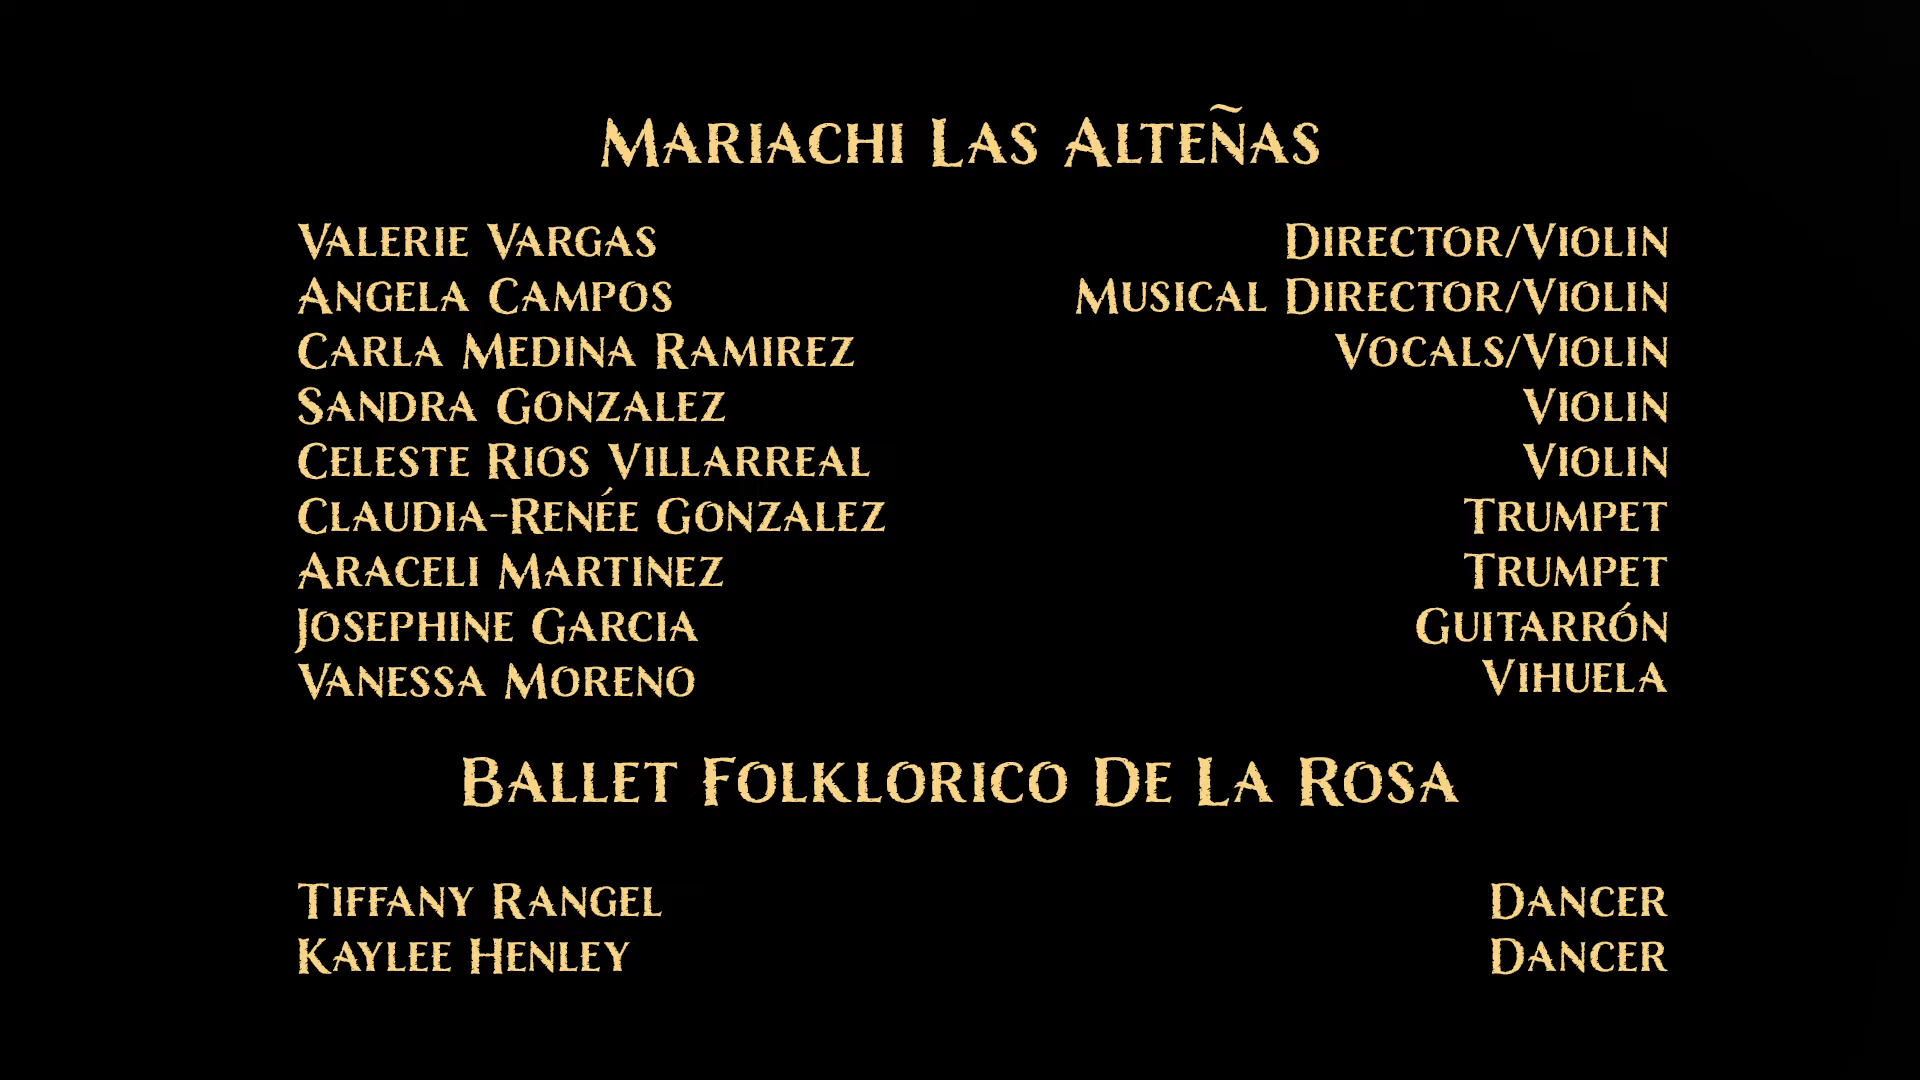 Mariachi Las Alteñas
Valerie Vargas Director/Violin
Angela Campos Musical Director/Violin
Carla Medina Ramirez Vocals/Violin
Sandra Gonzalez Violin
Celeste Rios Villarreal Violin
Claudia-Renée Gonzalez Trumpet
Araceli Martinez Trumpet
Josephine Garcia Guitarrón
Vanessa Moreno Vihuela
Ballet Folklorico De La Rosa
Tiffany Rangel Dancer
Kaylee Henley Dancer